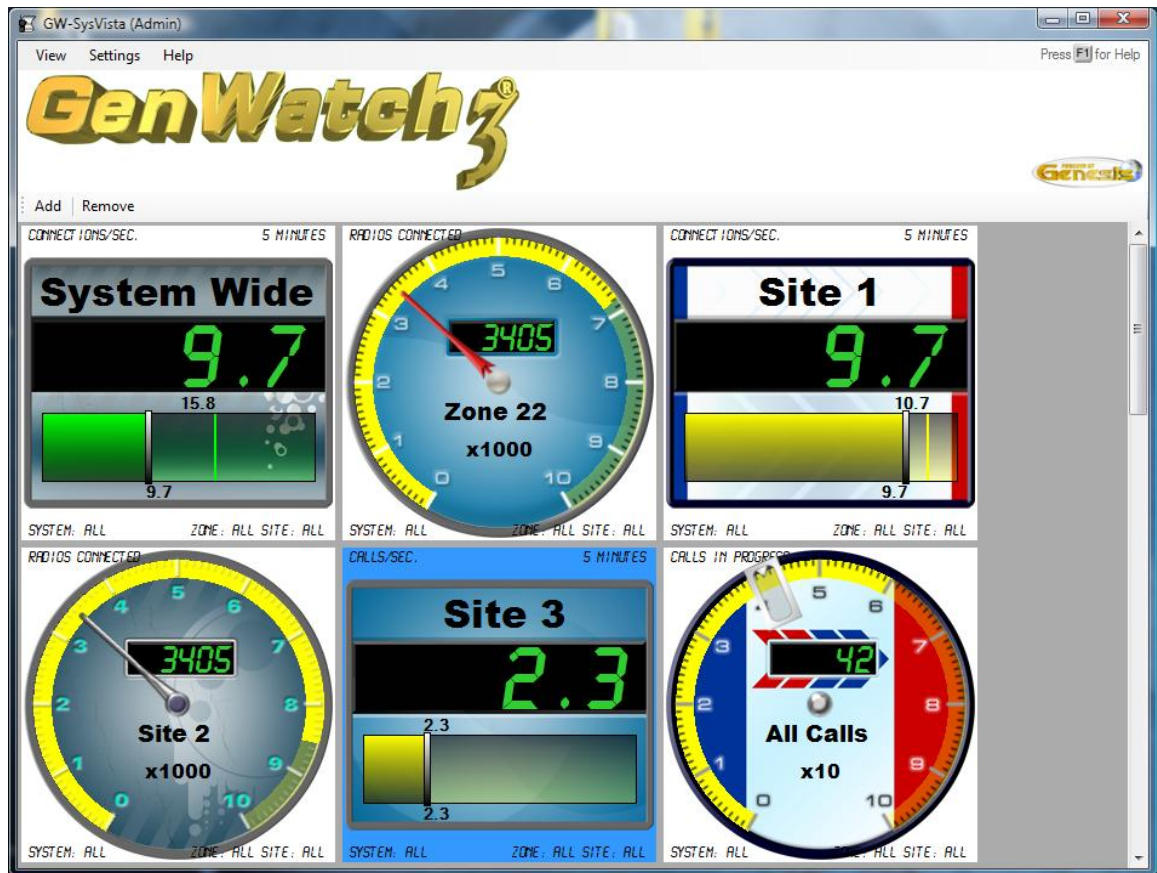 GW-SysVista (Admin)
View Settings Help
Press F1 for Help
GenWatch3®
Genesis
Add Remove
CONNECTIONS/SEC. 5 MINUTES
System Wide
9.7
15.8
9.7
SYSTEM: ALL ZONE: ALL SITE: ALL
RADIOS CONNECTED
0 1 2 3 4 5 6 7 8 9 10
3405
Zone 22
x1000
SYSTEM: ALL ZONE: ALL SITE: ALL
CONNECTIONS/SEC. 5 MINUTES
Site 1
9.7
10.7
9.7
SYSTEM: ALL ZONE: ALL SITE: ALL
RADIOS CONNECTED
0 1 2 3 4 5 6 7 8 9 10
3405
Site 2
x1000
SYSTEM: ALL ZONE: ALL SITE: ALL
CALLS/SEC. 5 MINUTES
Site 3
2.3
2.3
2.3
SYSTEM: ALL ZONE: ALL SITE: ALL
CALLS IN PROGRESS
0 1 2 3 4 5 6 7 8 9 10
42
All Calls
x10
SYSTEM: ALL ZONE: ALL SITE: ALL